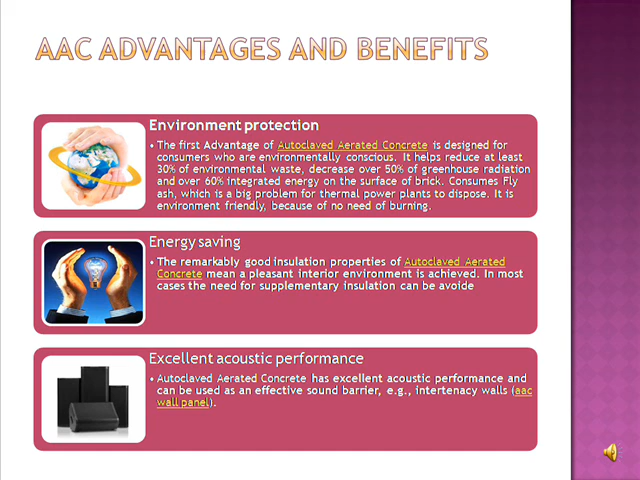 AAC ADVANTAGES AND BENEFITS
Environment protection
• The first Advantage of Autoclaved Aerated Concrete is designed for
consumers who are environmentally conscious. It helps reduce at least
30% of environmental waste, decrease over 50% of greenhouse radiation
and over 60% integrated energy on the surface of brick. Consumes Fly
ash, which is a big problem for thermal power plants to dispose. It is
environment friendly, because of no need of burning.
Energy saving
• The remarkably good insulation properties of Autoclaved Aerated
Concrete mean a pleasant interior environment is achieved. In most
cases the need for supplementary insulation can be avoide
Excellent acoustic performance
• Autoclaved Aerated Concrete has excellent acoustic performance and
can be used as an effective sound barrier, e.g., intertenacy walls (aac
wall panel).